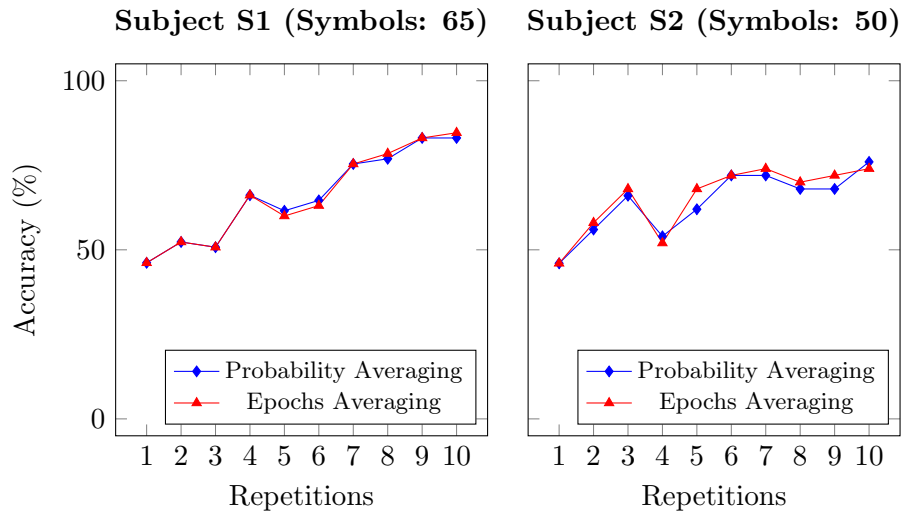 Subject S1 (Symbols: 65)
Subject S2 (Symbols: 50)
100
50
0
Accuracy (%)
Probability Averaging
Epochs Averaging
1 2 3 4 5 6 7 8 9 10
Repetitions
Probability Averaging
Epochs Averaging
1 2 3 4 5 6 7 8 9 10
Repetitions